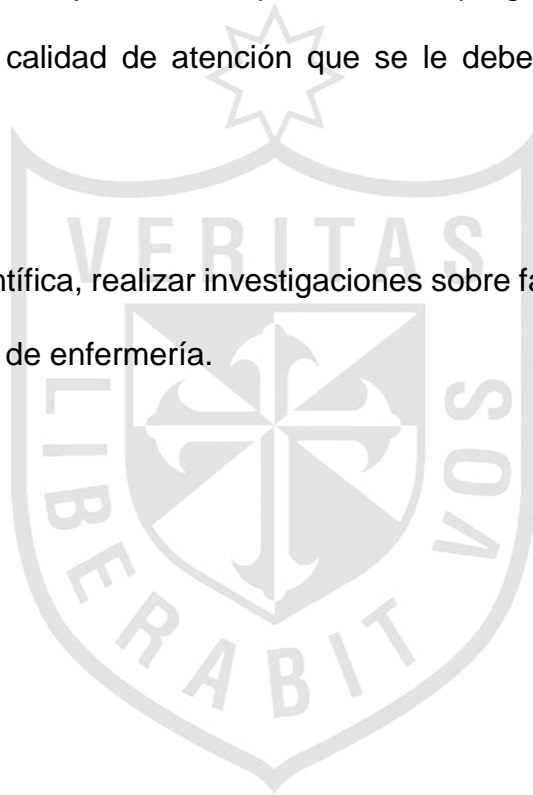 calidad de atención que se le debe
VERITAS
ntífica, realizar investigaciones sobre fa
de enfermería.
LIBERABIT VOS